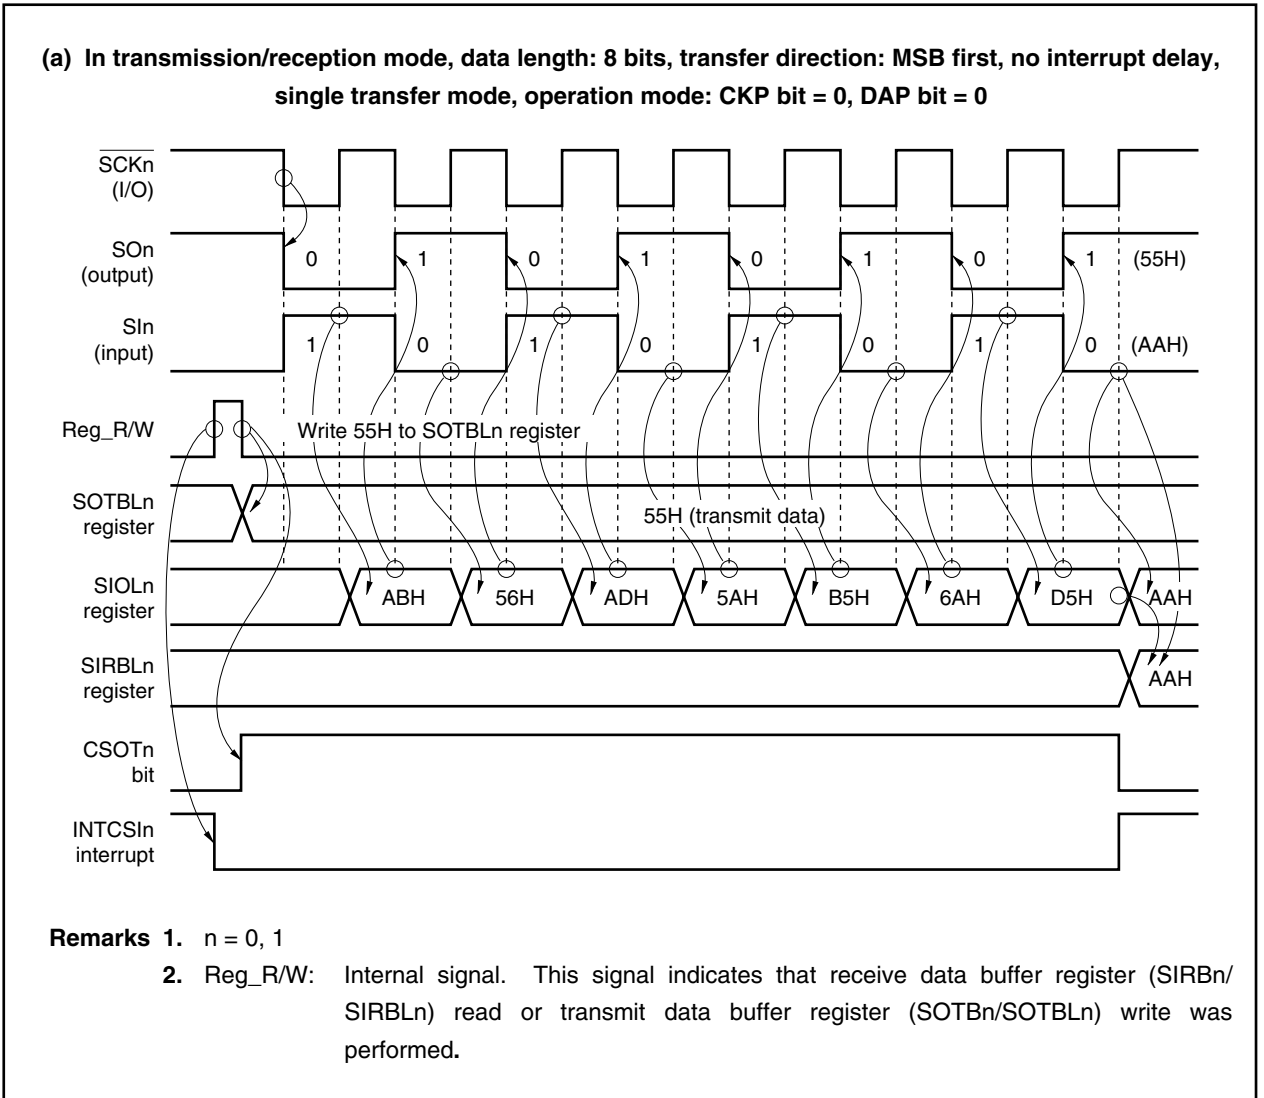 (a) In transmission/reception mode, data length: 8 bits, transfer direction: MSB first, no interrupt delay,
single transfer mode, operation mode: CKP bit = 0, DAP bit = 0
SCKn
(I/O)
SOn
(output)
0 1 0 1 0 1 0 1 (55H)
SIn
(input)
1 0 1 0 1 0 1 0 (AAH)
Reg_R/W
Write 55H to SOTBLn register
SOTBLn
register
55H (transmit data)
SIOLn
register
ABH 56H ADH 5AH B5H 6AH D5H AAH
SIRBLn
register
AAH
CSOTn
bit
INTCSIn
interrupt
Remarks 1. n = 0, 1
2. Reg_R/W: Internal signal. This signal indicates that receive data buffer register (SIRBn/
SIRBLn) read or transmit data buffer register (SOTBn/SOTBLn) write was
performed.